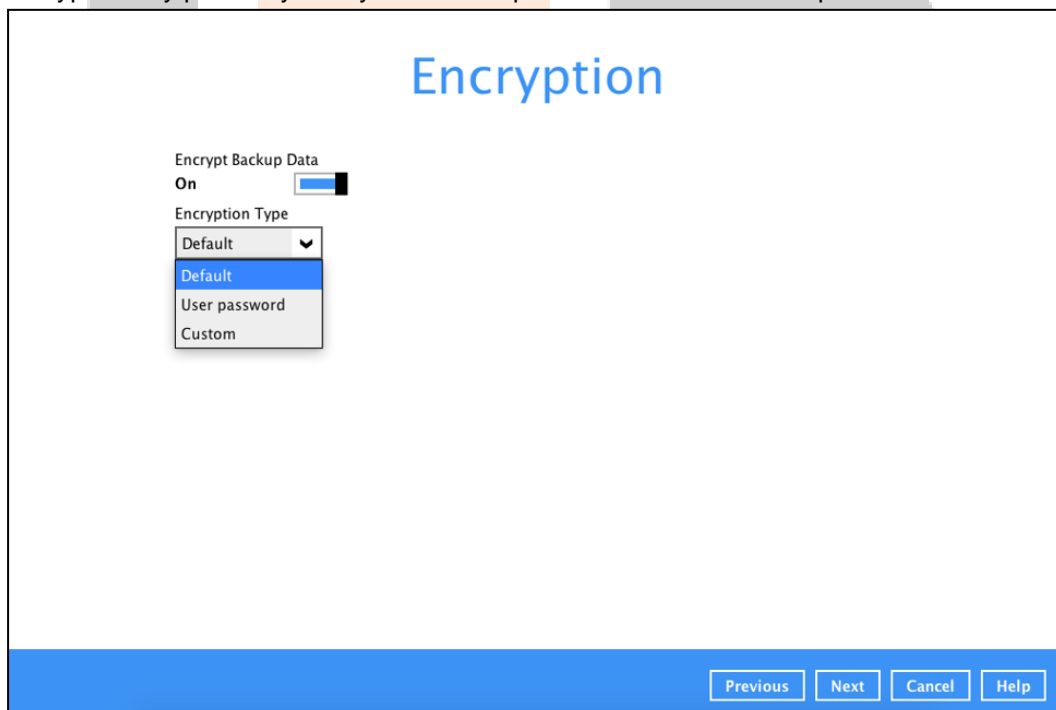 Encryption
Encrypt Backup Data
On
Encryption Type
Default
Default
User password
Custom
Previous Next Cancel Help